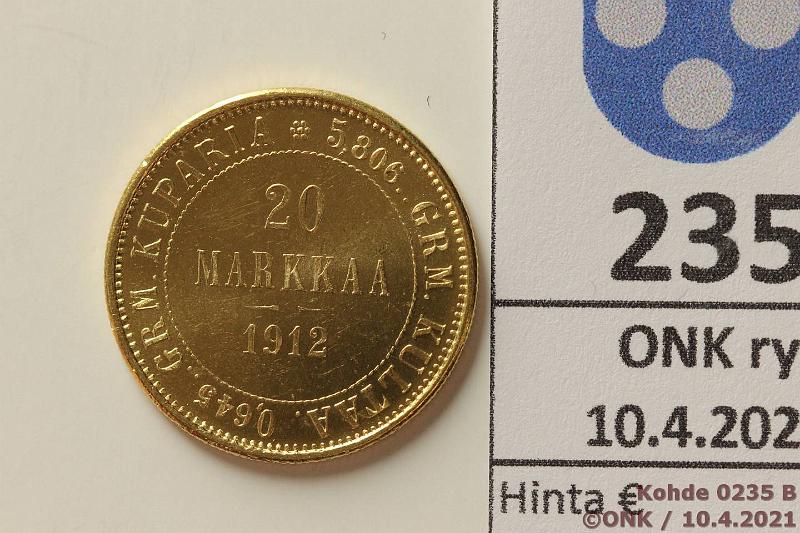 ✻ 5,806.. GRM. KULTAA. 0,645.. GRM. KUPARIA
20
MARKKAA
1912
235
ONK ry
10.4.202
Hinta €
Kohde 0235 B
©ONK / 10.4.2021